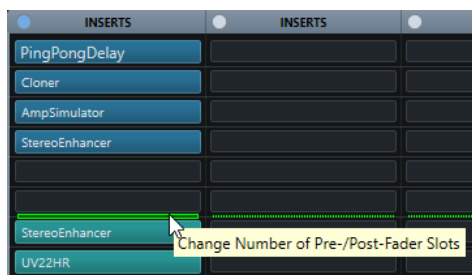 INSERTS INSERTS
PingPongDelay
Cloner
AmpSimulator
StereoEnhancer
StereoEnhancer
Change Number of Pre-/Post-Fader Slots
UV22HR